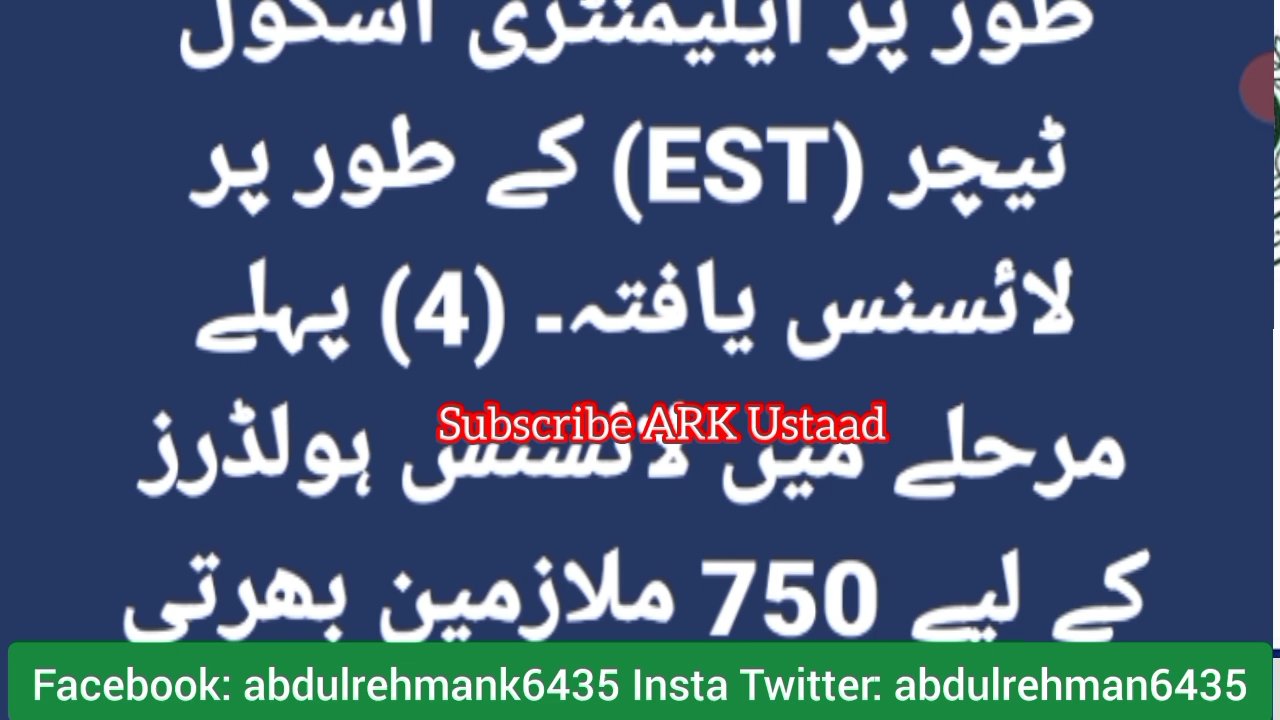 طور پر ایلیمنٹری اسکول
ٹیچر (EST) کے طور پر
لائسنس یافتہ۔ (4) پہلے
مرحلے میں لائسنس ہولڈرز
Subscribe ARK Ustaad
کے لیے 750 ملازمین بھرتی
Facebook: abdulrehmank6435 Insta Twitter: abdulrehman6435